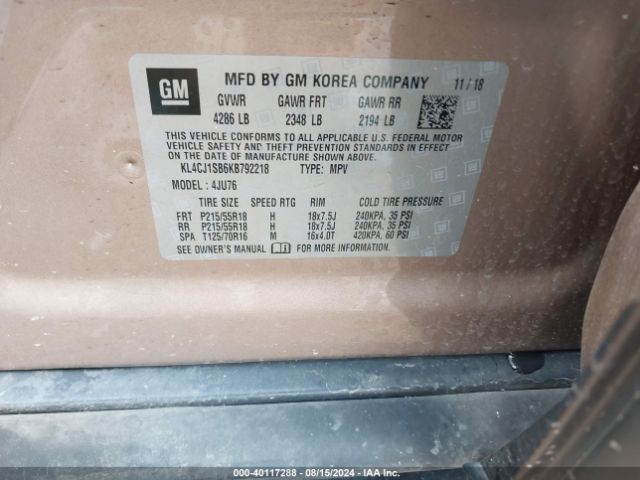 GM
MFD BY GM KOREA COMPANY 11/18
GVWR GAWR FRT GAWR RR
4286 LB 2348 LB 2194 LB
THIS VEHICLE CONFORMS TO ALL APPLICABLE U.S. FEDERAL MOTOR
VEHICLE SAFETY AND THEFT PREVENTION STANDARDS IN
EFFECT ON THE DATE OF MANUFACTURE SHOWN ABOVE.
KL4CJ1SB6KB792218 TYPE: MPV
MODEL: 4JU76
TIRE SIZE SPEED RTG RIM COLD TIRE PRESSURE
FRT P215/55R18 H 18x7.5J 240KPA, 35 PSI
RR P215/55R18 H 18x7.5J 240KPA, 35 PSI
SPA T125/70R16 M 16x4.0T 420KPA, 60 PSI
SEE OWNER'S MANUAL FOR MORE INFORMATION
000-40117288 - 08/15/2024 - IAA Inc.